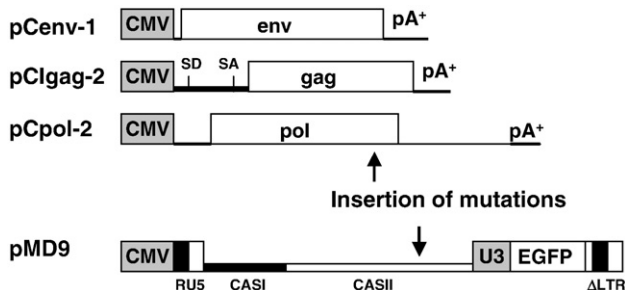 pCenv-1 CMV env pA+
SD SA
pCIgag-2 CMV gag pA+
pCpol-2 CMV pol pA+
Insertion of mutations
pMD9 CMV U3 EGFP
RU5 CASI CASII ΔLTR